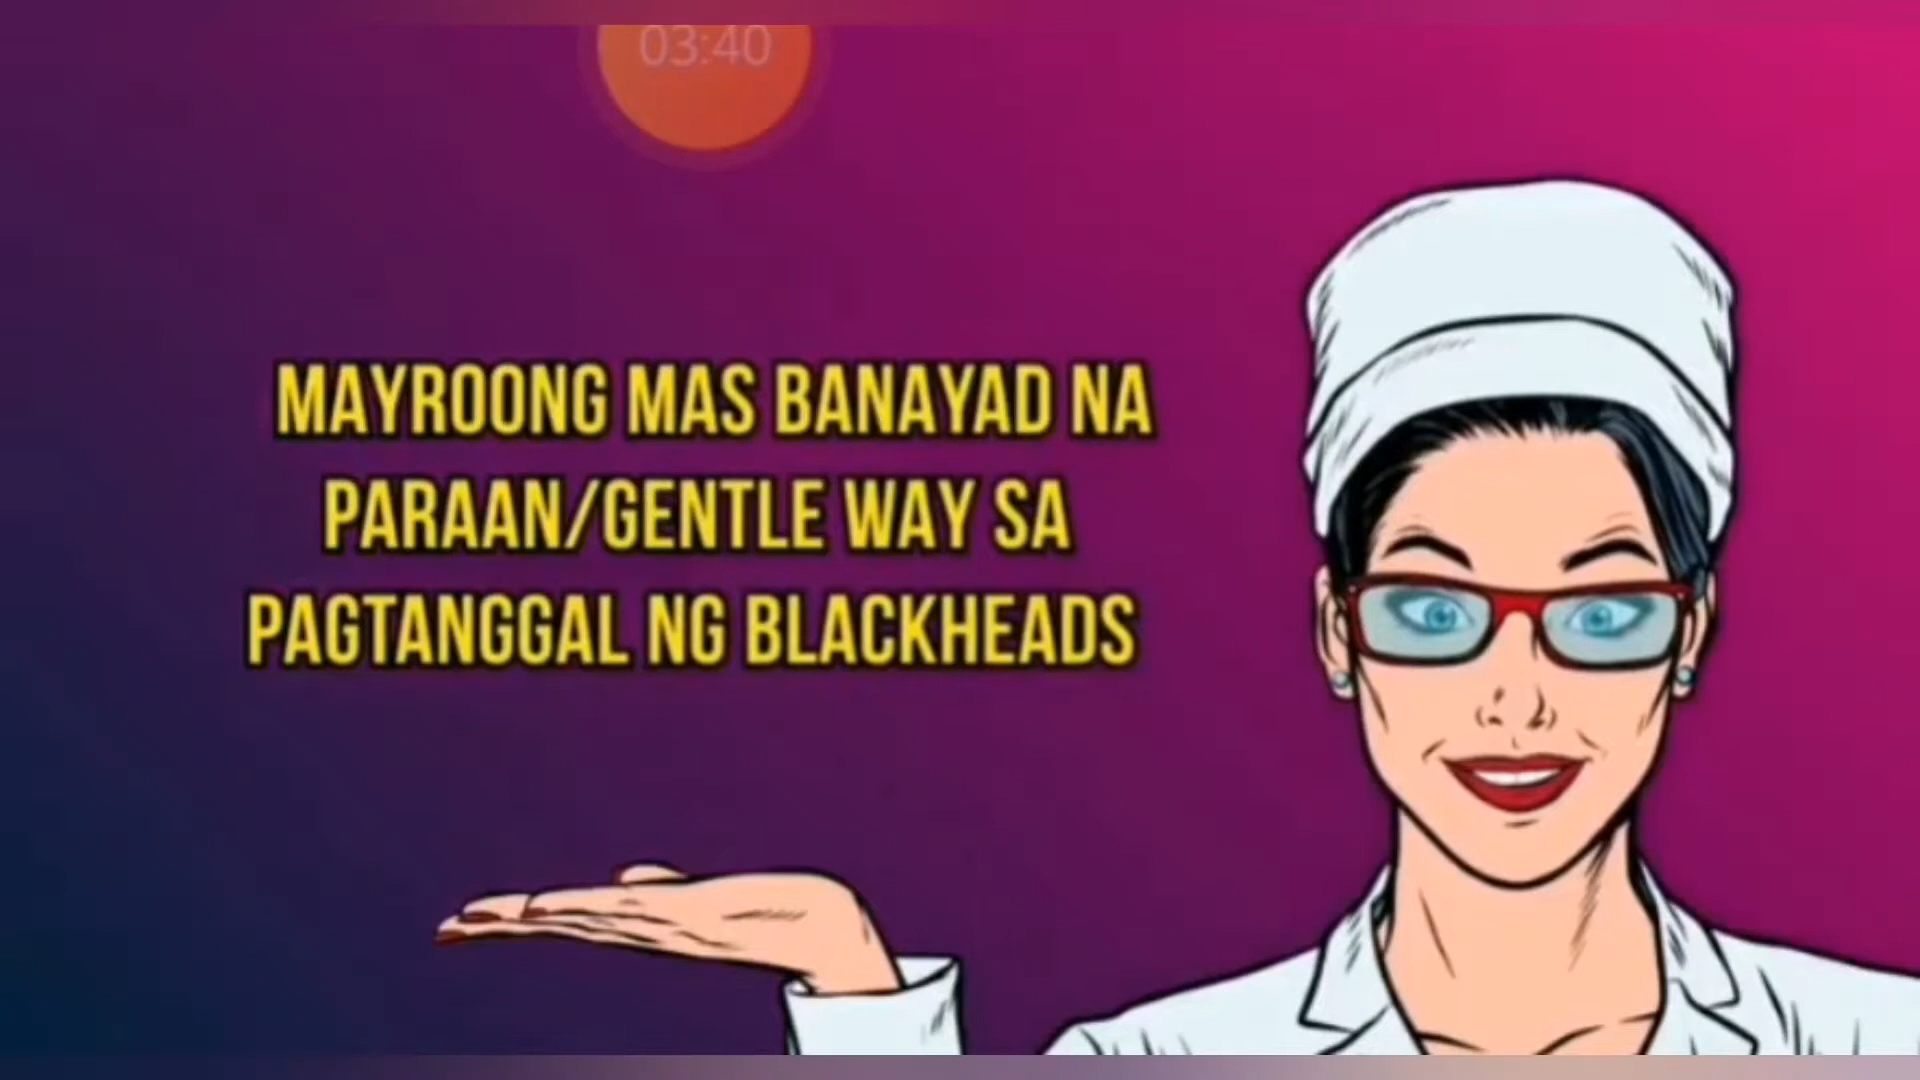 03:40
MAYROONG MAS BANAYAD NA
PARAAN/GENTLE WAY SA
PAGTANGGAL NG BLACKHEADS